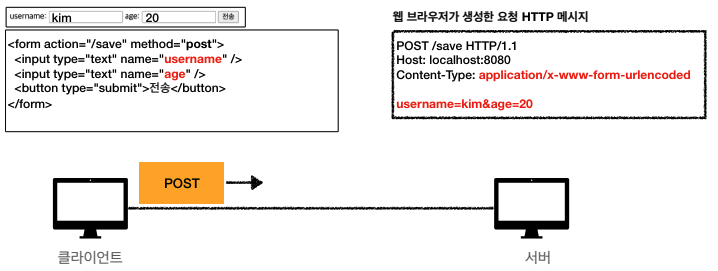 username: kim age: 20 전송
<form action="/save" method="post">
<input type="text" name="username" />
<input type="text" name="age" />
<button type="submit">전송</button>
</form>
웹 브라우저가 생성한 요청 HTTP 메시지
POST /save HTTP/1.1
Host: localhost:8080
Content-Type: application/x-www-form-urlencoded
username=kim&age=20
POST
클라이언트
서버